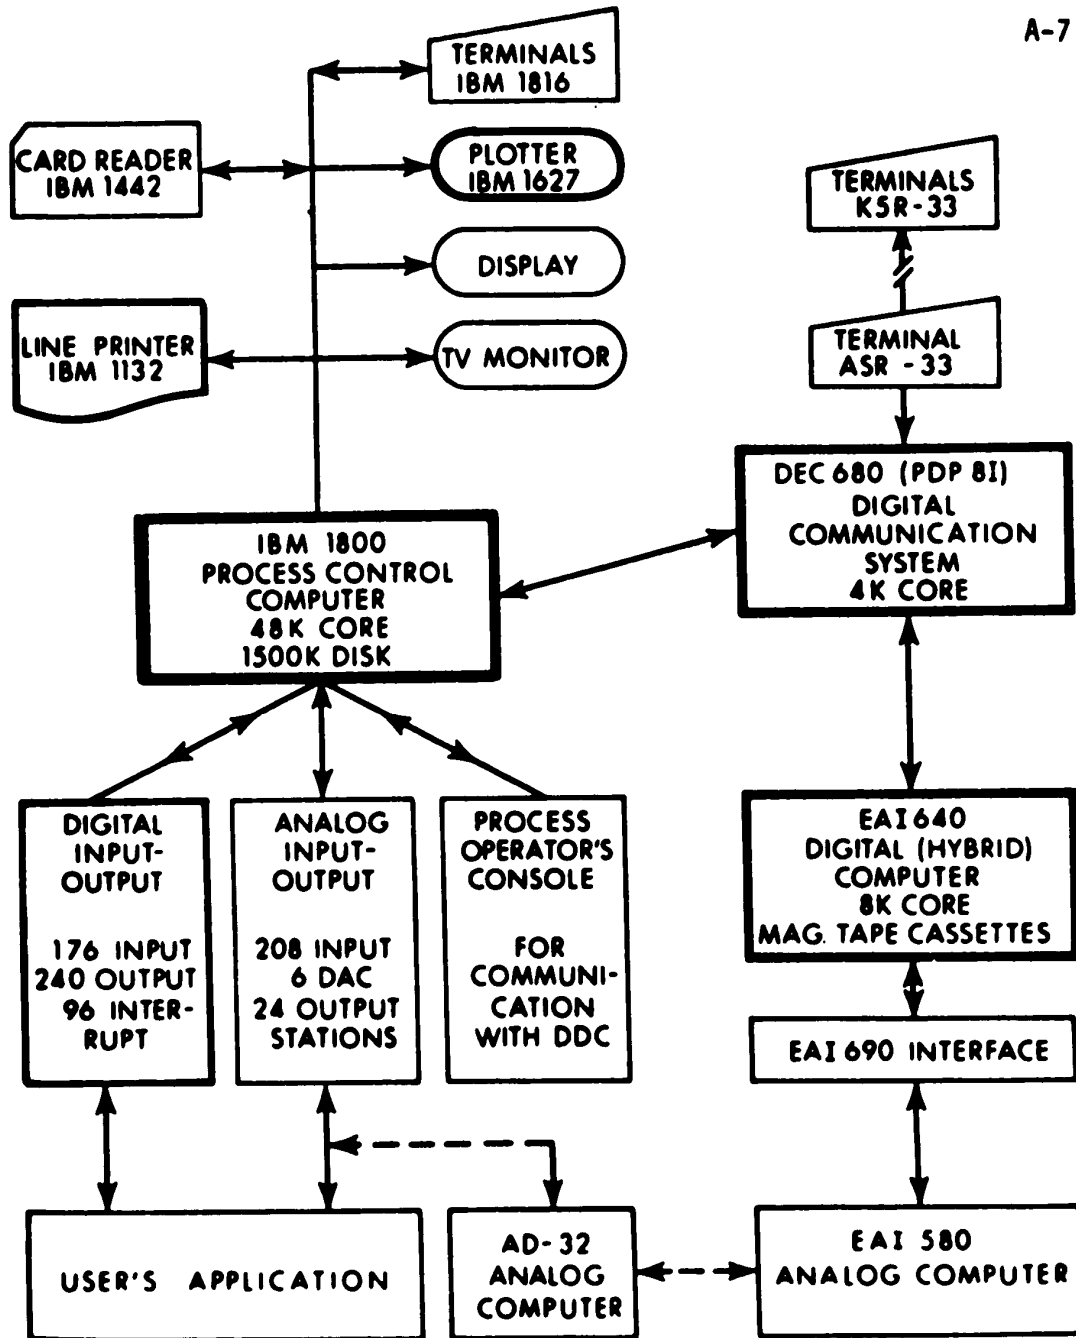 A-7
TERMINALS
IBM 1816
CARD READER
IBM 1442
PLOTTER
IBM 1627
TERMINALS
KSR-33
DISPLAY
LINE PRINTER
IBM 1132
TV MONITOR
TERMINAL
ASR -33
DEC 680 (PDP 8I)
DIGITAL
COMMUNICATION
SYSTEM
4K CORE
IBM 1800
PROCESS CONTROL
COMPUTER
48K CORE
1500K DISK
DIGITAL
INPUT-
OUTPUT
176 INPUT
240 OUTPUT
96 INTER-
RUPT
ANALOG
INPUT-
OUTPUT
208 INPUT
6 DAC
24 OUTPUT
STATIONS
PROCESS
OPERATOR'S
CONSOLE
FOR
COMMUNI-
CATION
WITH DDC
EAI 640
DIGITAL (HYBRID)
COMPUTER
8K CORE
MAG. TAPE CASSETTES
EAI 690 INTERFACE
USER'S APPLICATION
AD-32
ANALOG
COMPUTER
EAI 580
ANALOG COMPUTER